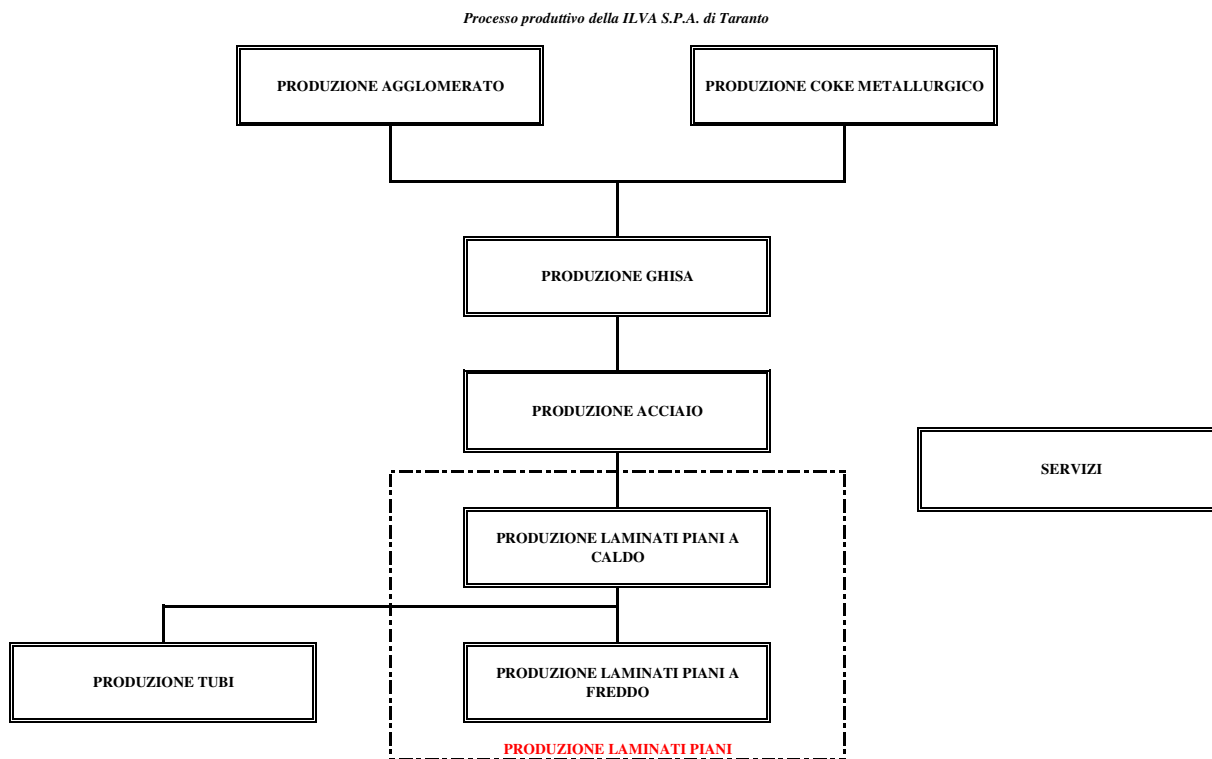 Processo produttivo della ILVA S.P.A. di Taranto
PRODUZIONE AGGLOMERATO
PRODUZIONE COKE METALLURGICO
PRODUZIONE GHISA
PRODUZIONE ACCIAIO
SERVIZI
PRODUZIONE LAMINATI PIANI A
CALDO
PRODUZIONE TUBI
PRODUZIONE LAMINATI PIANI A
FREDDO
PRODUZIONE LAMINATI PIANI